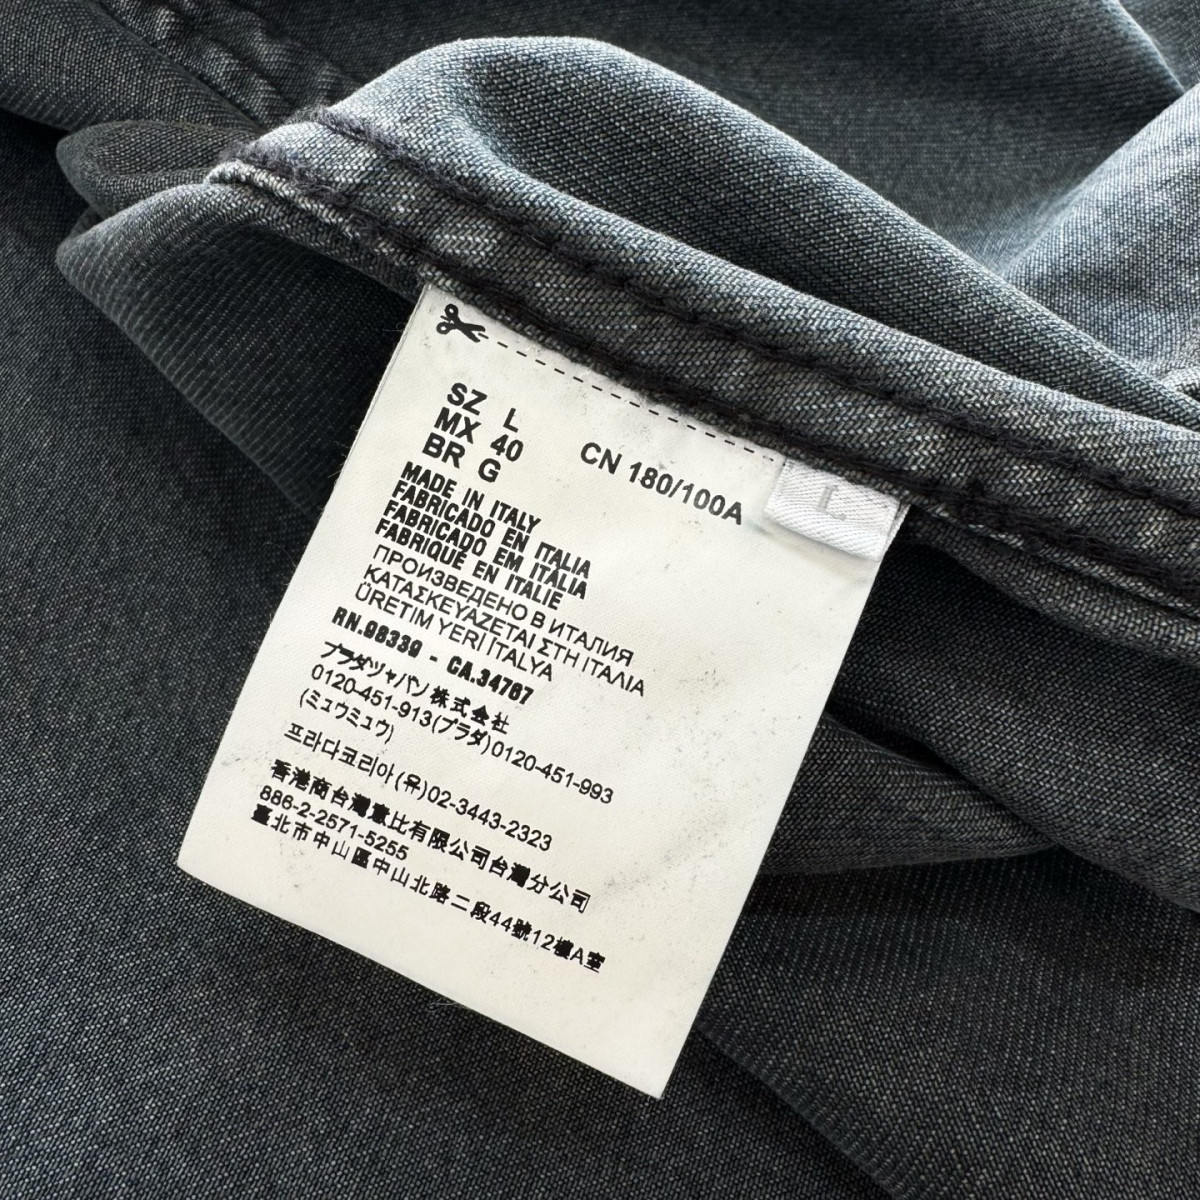 SZ L
MX 40
BR G
CN 180/100A
L
MADE IN ITALY
FABRICADO EN ITALIA
FABRICADO EM ITÁLIA
FABRIQUE EN ITALIE
ПРОИЗВЕДЕНО В ИТАЛИЯ
ΚΑΤΑΣΚΕΥΑΖΕΤΑΙ ΣΤΗ ΙΤΑΛΙΑ
ÜRETIM YERİ İTALYA
RN.98339 - CA.34787
プラダジャパン株式会社
0120-451-913(プラダ)0120-451-993
(ミュウミュウ)
프라다코리아(유)02-3443-2323
香港商台灣意比有限公司台灣分公司
886-2-2571-5255
臺北市中山區中山北路二段44號12樓A室